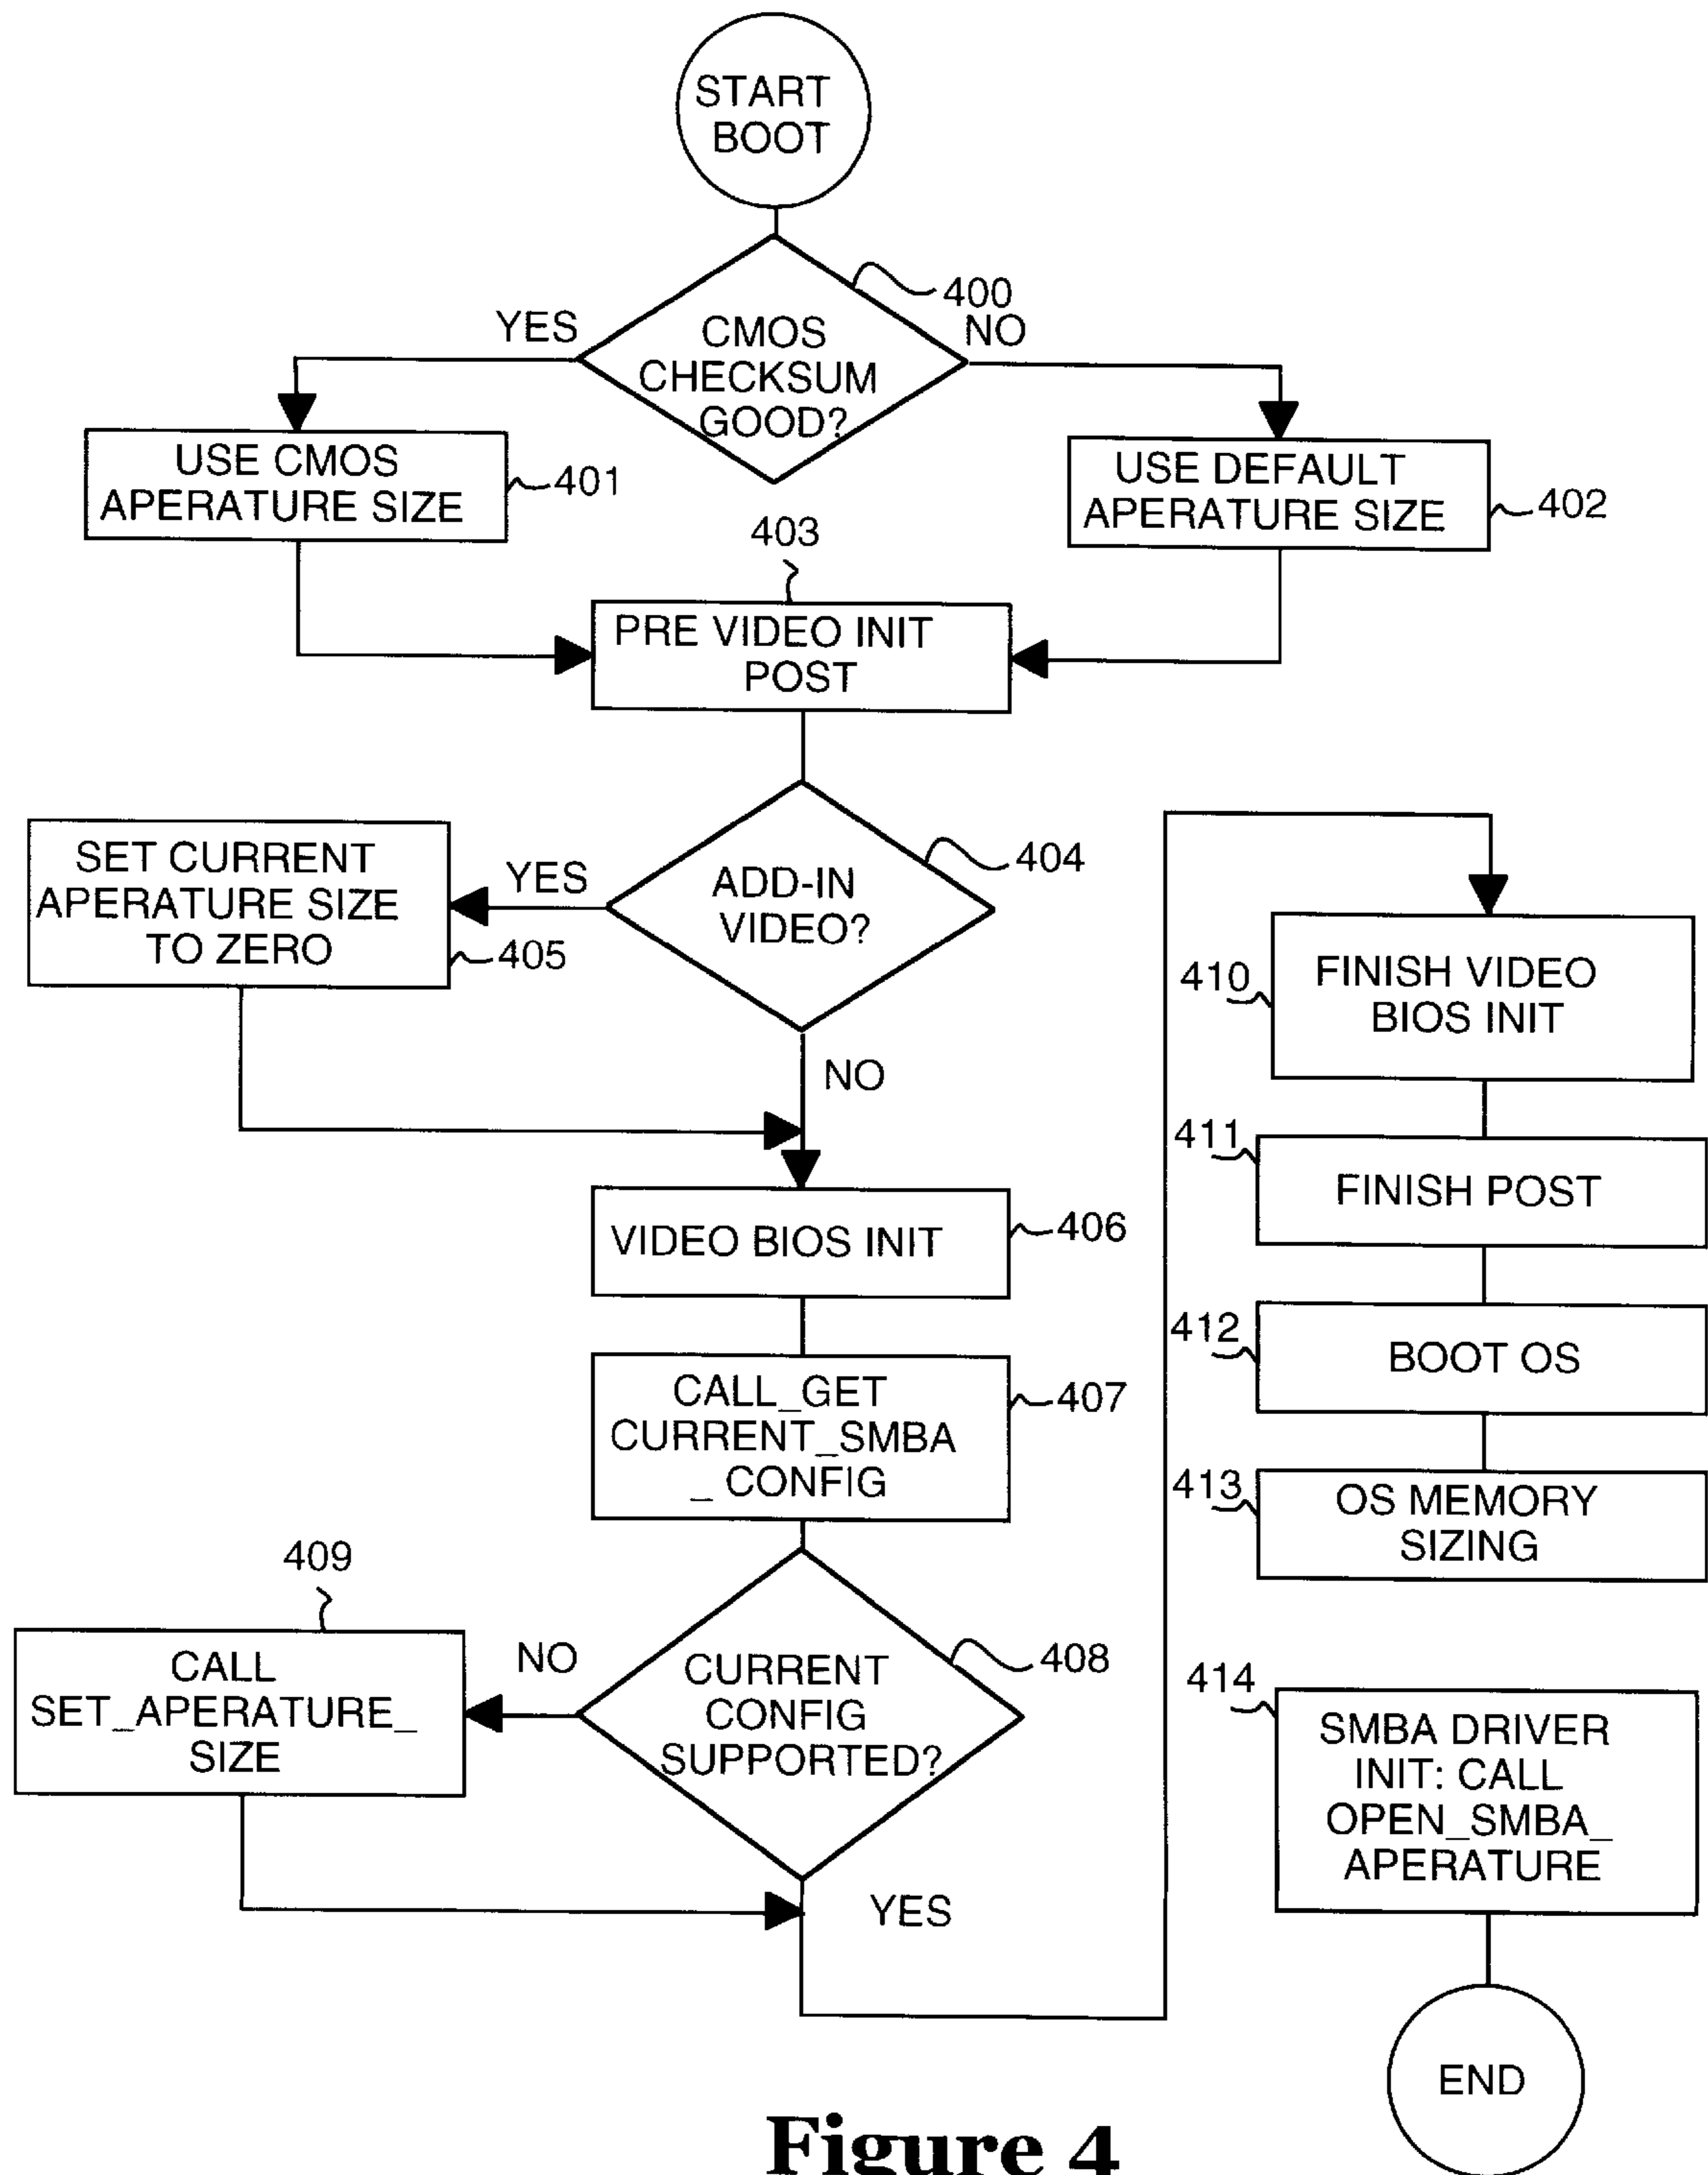 START
BOOT
400
YES
NO
CMOS
CHECKSUM
GOOD?
USE CMOS
APERATURE SIZE
401
USE DEFAULT
APERATURE SIZE
402
403
PRE VIDEO INIT
POST
SET CURRENT
APERATURE SIZE
TO ZERO
405
YES
ADD-IN
VIDEO?
404
NO
VIDEO BIOS INIT
406
CALL_GET
CURRENT_SMBA
_ CONFIG
407
409
CALL
SET_APERATURE_
SIZE
NO
CURRENT
CONFIG
SUPPORTED?
408
YES
410
FINISH VIDEO
BIOS INIT
411
FINISH POST
412
BOOT OS
413
OS MEMORY
SIZING
414
SMBA DRIVER
INIT: CALL
OPEN_SMBA_
APERATURE
END
Figure 4